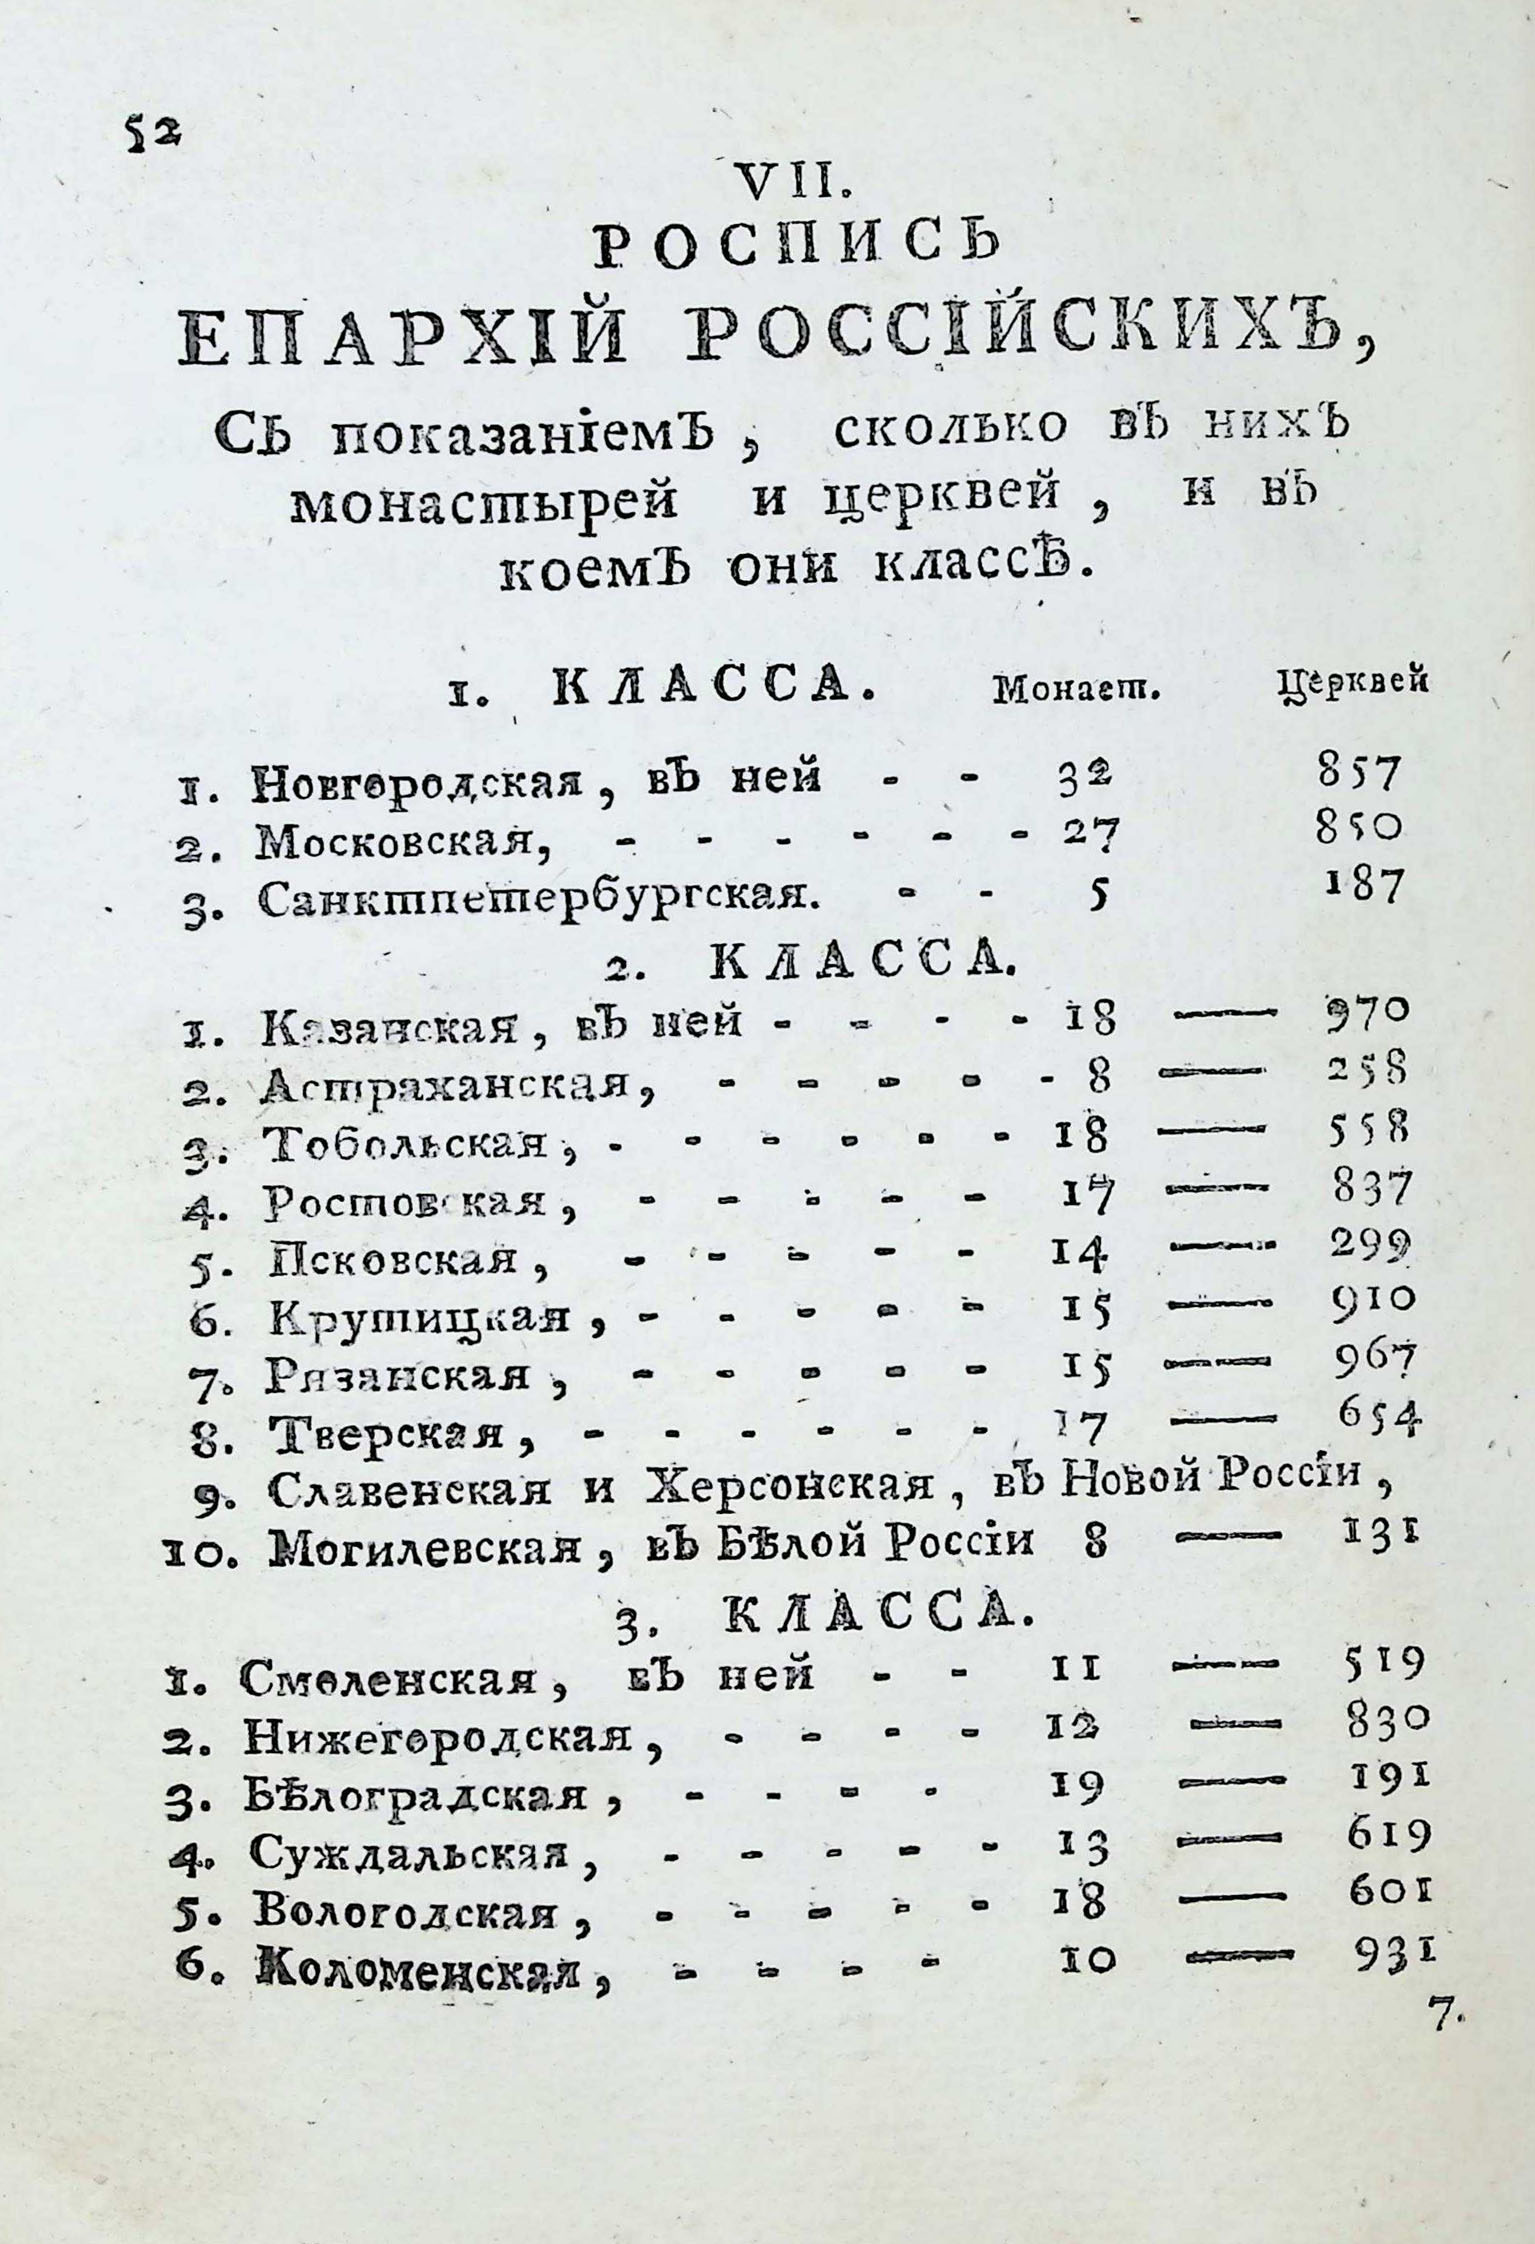 52
VII.
РОСПИСЬ
ЕПАРХІЙ РОССІЙСКИХЪ,
Съ показаніемъ, сколько въ нихъ
монастырей и церквей, и въ
коемъ они классѣ.
1. КЛАССА. Монаст. Церквей
1. Новгородская, въ ней - - 32 857
2. Московская, - - - - - - 27 850
3. Санктпетербургская. - - 5 187
2. КЛАССА.
1. Казанская, въ ней - - - - 18 — 970
2. Астраханская, - - - - - 8 — 258
3. Тобольская, - - - - - - 18 — 558
4. Ростовская, - - - - - 17 — 837
5. Псковская, - - - - - 14 — 299
6. Крутицкая, - - - - - 15 — 910
7. Рязанская, - - - - - 15 — 967
8. Тверская, - - - - - - 17 — 654
9. Славенская и Херсонская, въ Новой Россіи,
10. Могилевская, въ Бѣлой Россіи 8 — 131
3. КЛАССА.
1. Смоленская, въ ней - - 11 — 519
2. Нижегородская, - - - - 12 — 830
3. Бѣлоградская, - - - - 19 — 191
4. Суждальская, - - - - - 13 — 619
5. Вологодская, - - - - - 18 — 601
6. Коломенская, - - - - 10 — 931
7.